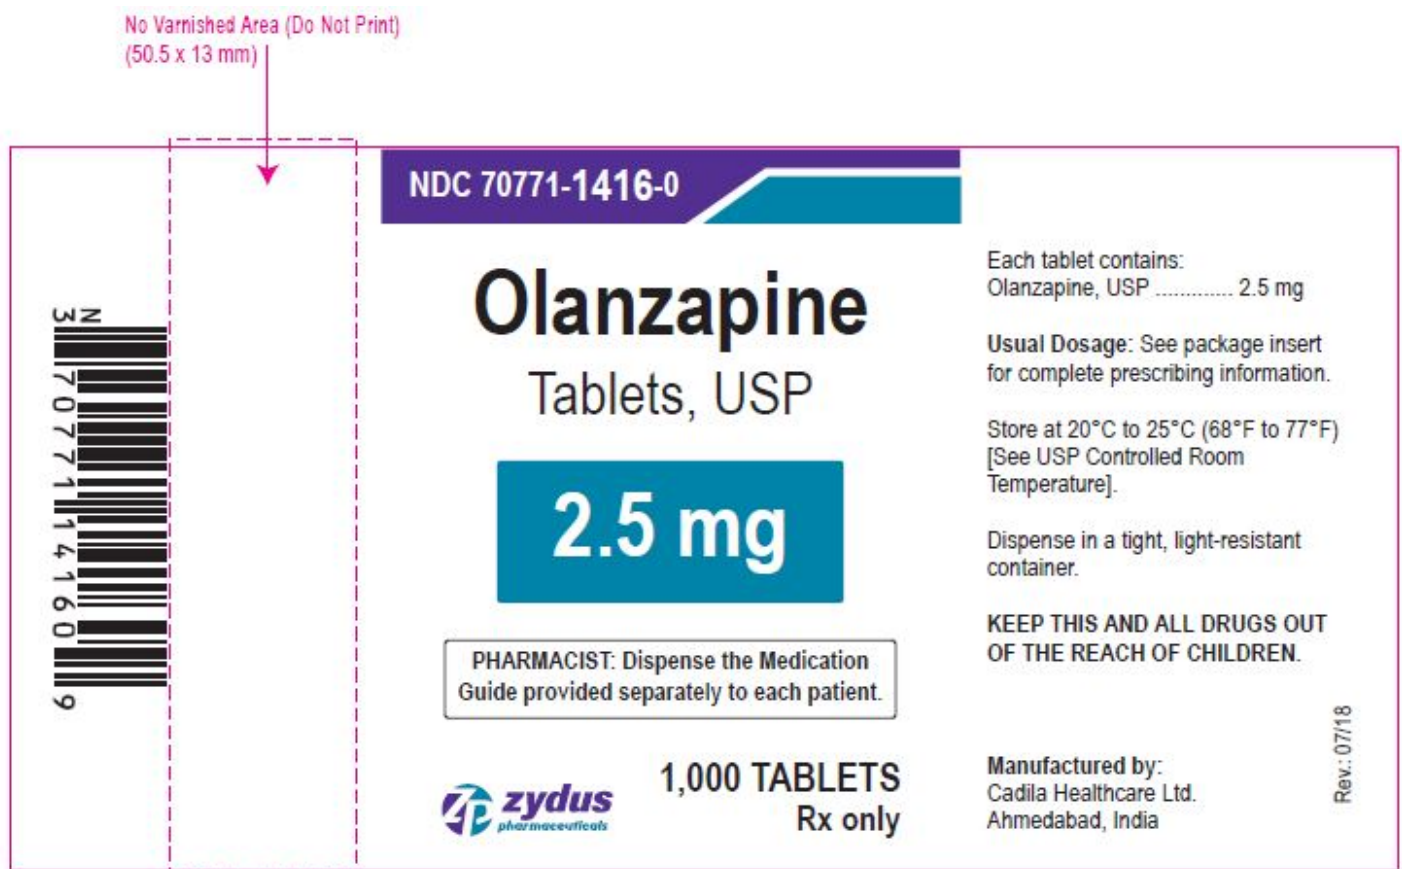 No Varnished Area (Do Not Print)
(50.5 x 13 mm)
N
3
70771 14160
9
NDC 70771-1416-0
Olanzapine
Tablets, USP
2.5 mg
PHARMACIST: Dispense the Medication
Guide provided separately to each patient.
zydus
pharmaceuticals
1,000 TABLETS
Rx only
Each tablet contains:
Olanzapine, USP ............. 2.5 mg
Usual Dosage: See package insert
for complete prescribing information.
Store at 20°C to 25°C (68°F to 77°F)
[See USP Controlled Room
Temperature].
Dispense in a tight, light-resistant
container.
KEEP THIS AND ALL DRUGS OUT
OF THE REACH OF CHILDREN.
Manufactured by:
Cadila Healthcare Ltd.
Ahmedabad, India
Rev.: 07/18